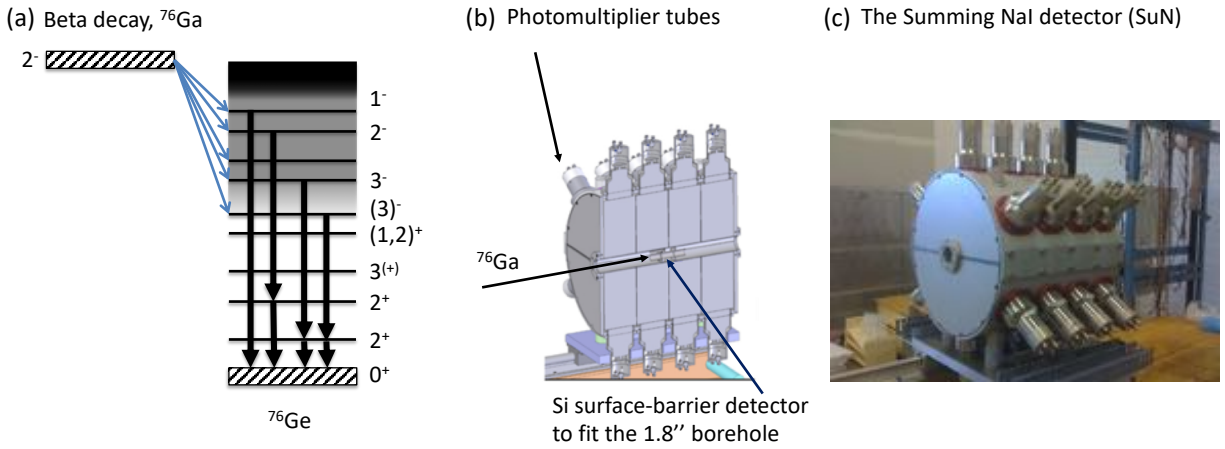 (a) Beta decay, ⁷⁶Ga
2⁻
1⁻
2⁻
3⁻
(3)⁻
(1,2)⁺
3⁽⁺⁾
2⁺
2⁺
0⁺
⁷⁶Ge
(b) Photomultiplier tubes
⁷⁶Ga
Si surface-barrier detector
to fit the 1.8’’ borehole
(c) The Summing NaI detector (SuN)